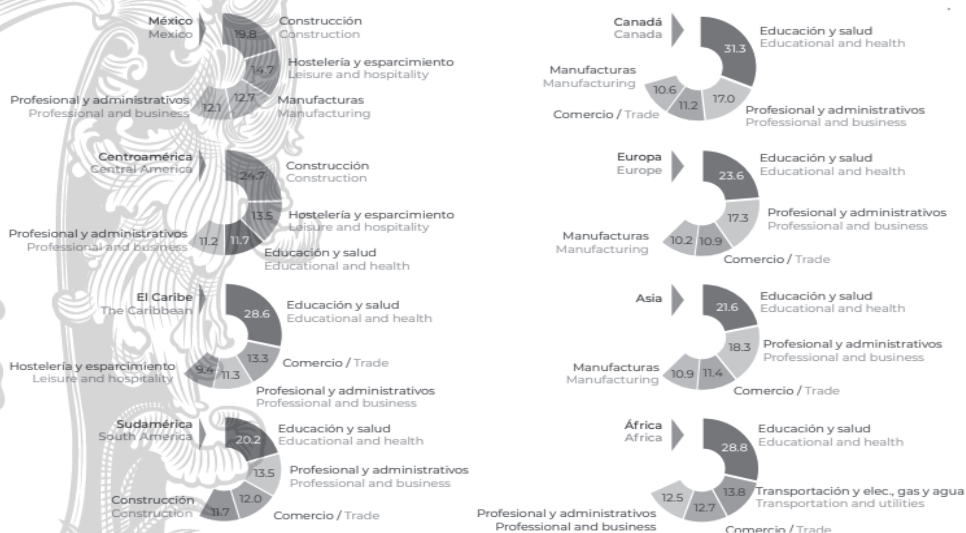 México
Mexico
19.8
Construcción
Construction
14.7
Hostelería y esparcimiento
Leisure and hospitality
12.7
Manufacturas
Manufacturing
12.1
Profesional y administrativos
Professional and business
Centroamérica
Central America
24.7
Construcción
Construction
13.5
Hostelería y esparcimiento
Leisure and hospitality
11.7
Educación y salud
Educational and health
11.2
Profesional y administrativos
Professional and business
El Caribe
The Caribbean
28.6
Educación y salud
Educational and health
13.3
Comercio / Trade
11.3
Profesional y administrativos
Professional and business
9.4
Hostelería y esparcimiento
Leisure and hospitality
Sudamérica
South America
20.2
Educación y salud
Educational and health
13.5
Profesional y administrativos
Professional and business
12.0
Comercio / Trade
11.7
Construcción
Construction
Canadá
Canada
31.3
Educación y salud
Educational and health
17.0
Profesional y administrativos
Professional and business
11.2
Comercio / Trade
10.6
Manufacturas
Manufacturing
Europa
Europe
23.6
Educación y salud
Educational and health
17.3
Profesional y administrativos
Professional and business
10.9
Comercio / Trade
10.2
Manufacturas
Manufacturing
Asia
21.6
Educación y salud
Educational and health
18.3
Profesional y administrativos
Professional and business
11.4
Comercio / Trade
10.9
Manufacturas
Manufacturing
África
Africa
28.8
Educación y salud
Educational and health
13.8
Transportación y elec., gas y agua
Transportation and utilities
12.7
Comercio / Trade
12.5
Profesional y administrativos
Professional and business